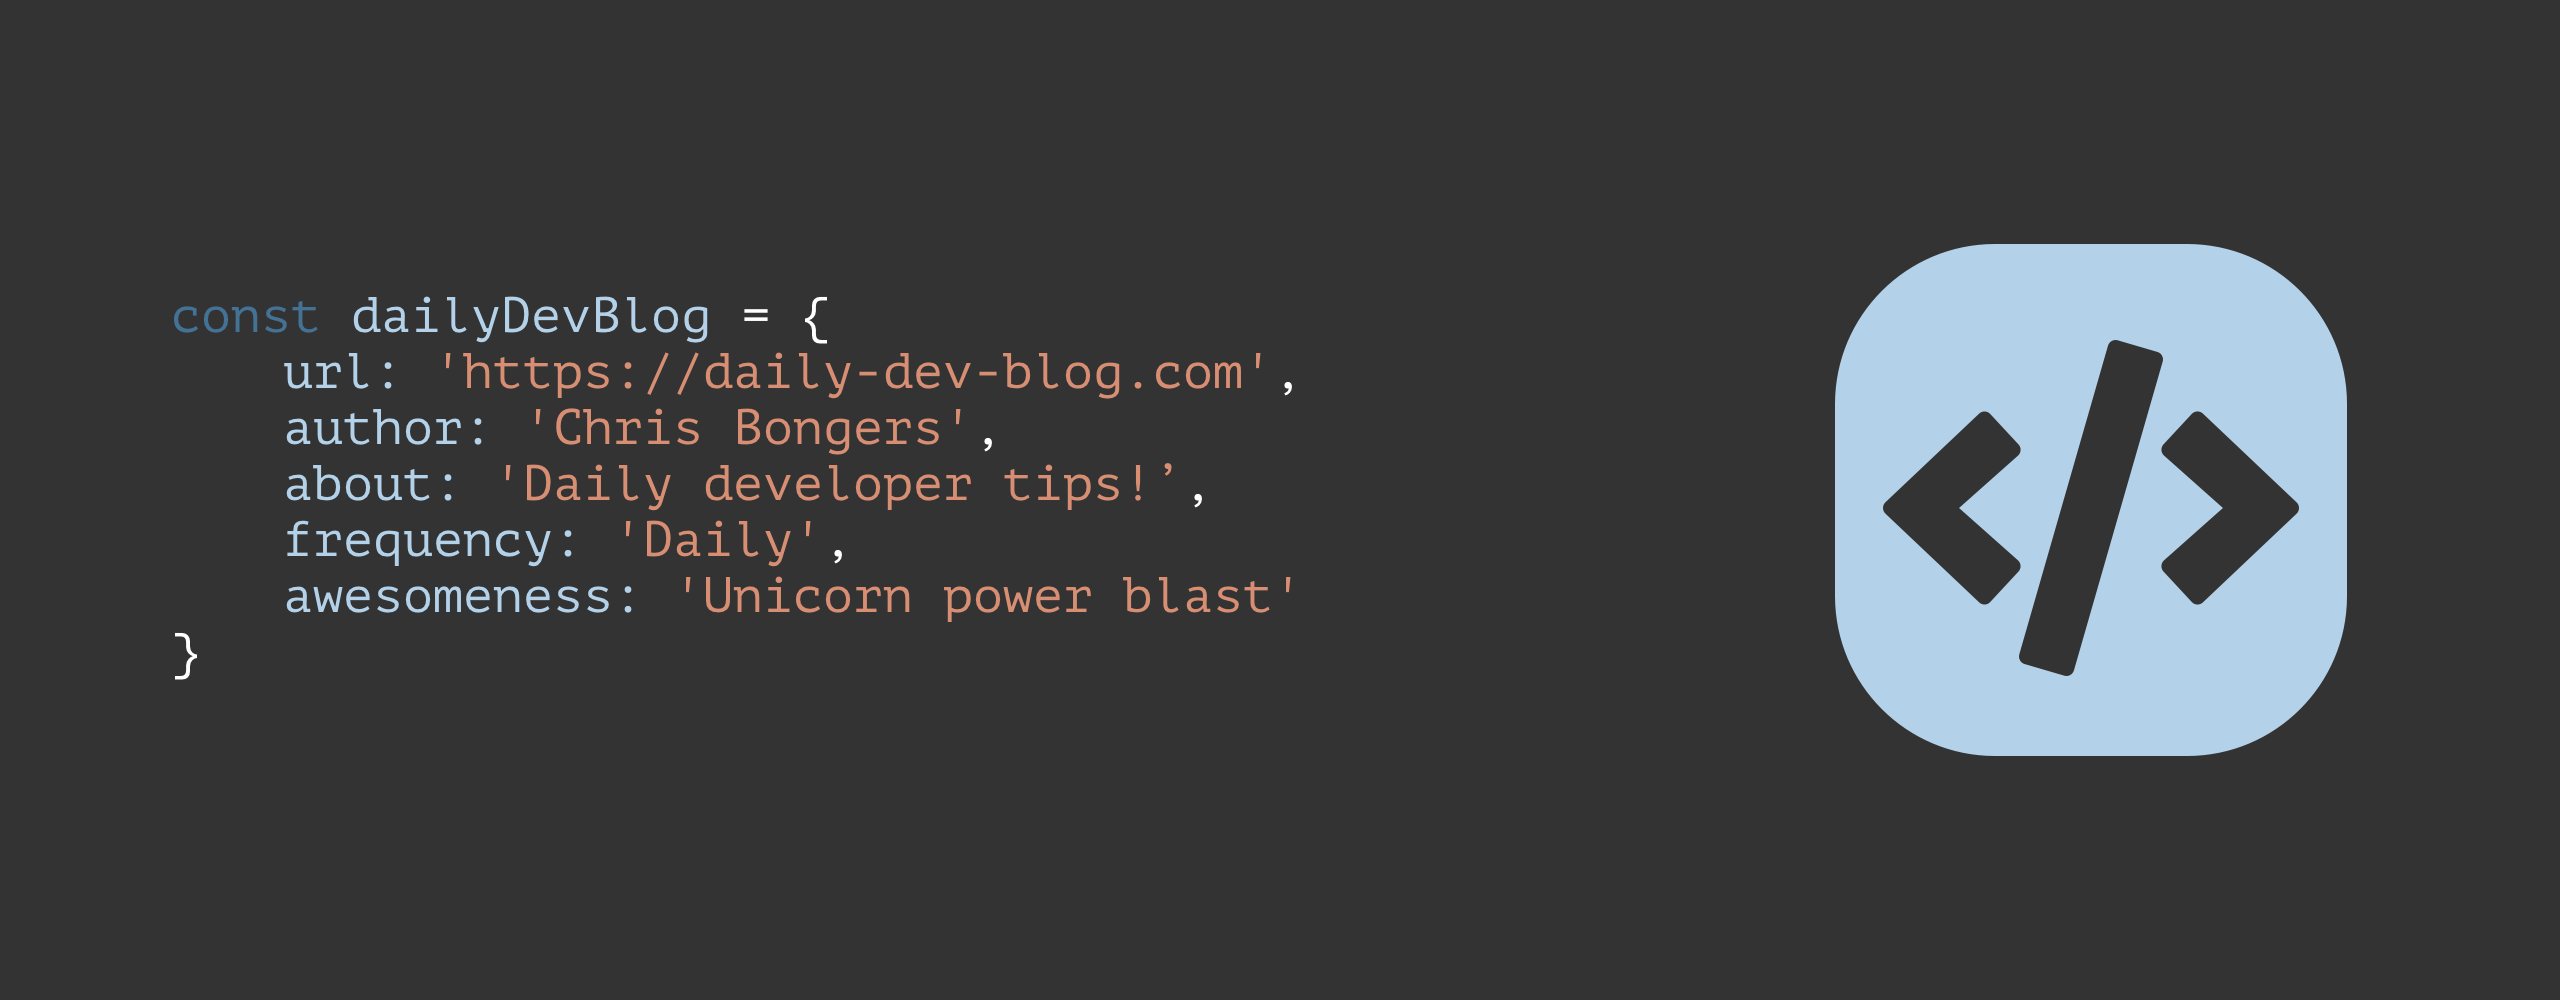 const dailyDevBlog = {
    url: 'https://daily-dev-blog.com',
    author: 'Chris Bongers',
    about: 'Daily developer tips!’,
    frequency: 'Daily',
    awesomeness: 'Unicorn power blast'
}
</>